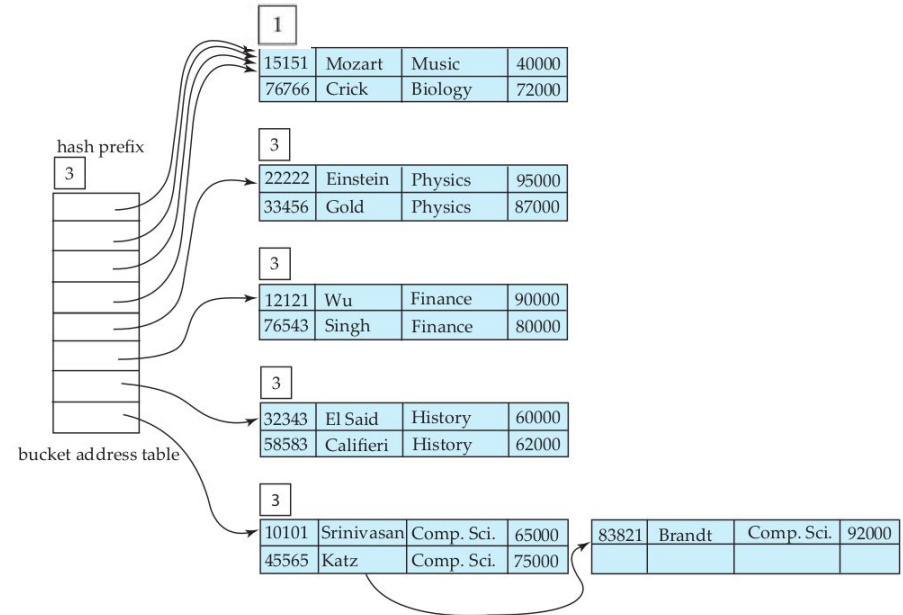 1
15151 Mozart Music 40000
76766 Crick Biology 72000
hash prefix
3
3
22222 Einstein Physics 95000
33456 Gold Physics 87000
3
12121 Wu Finance 90000
76543 Singh Finance 80000
3
32343 El Said History 60000
58583 Califieri History 62000
bucket address table
3
10101 Srinivasan Comp. Sci. 65000
45565 Katz Comp. Sci. 75000
83821 Brandt Comp. Sci. 92000